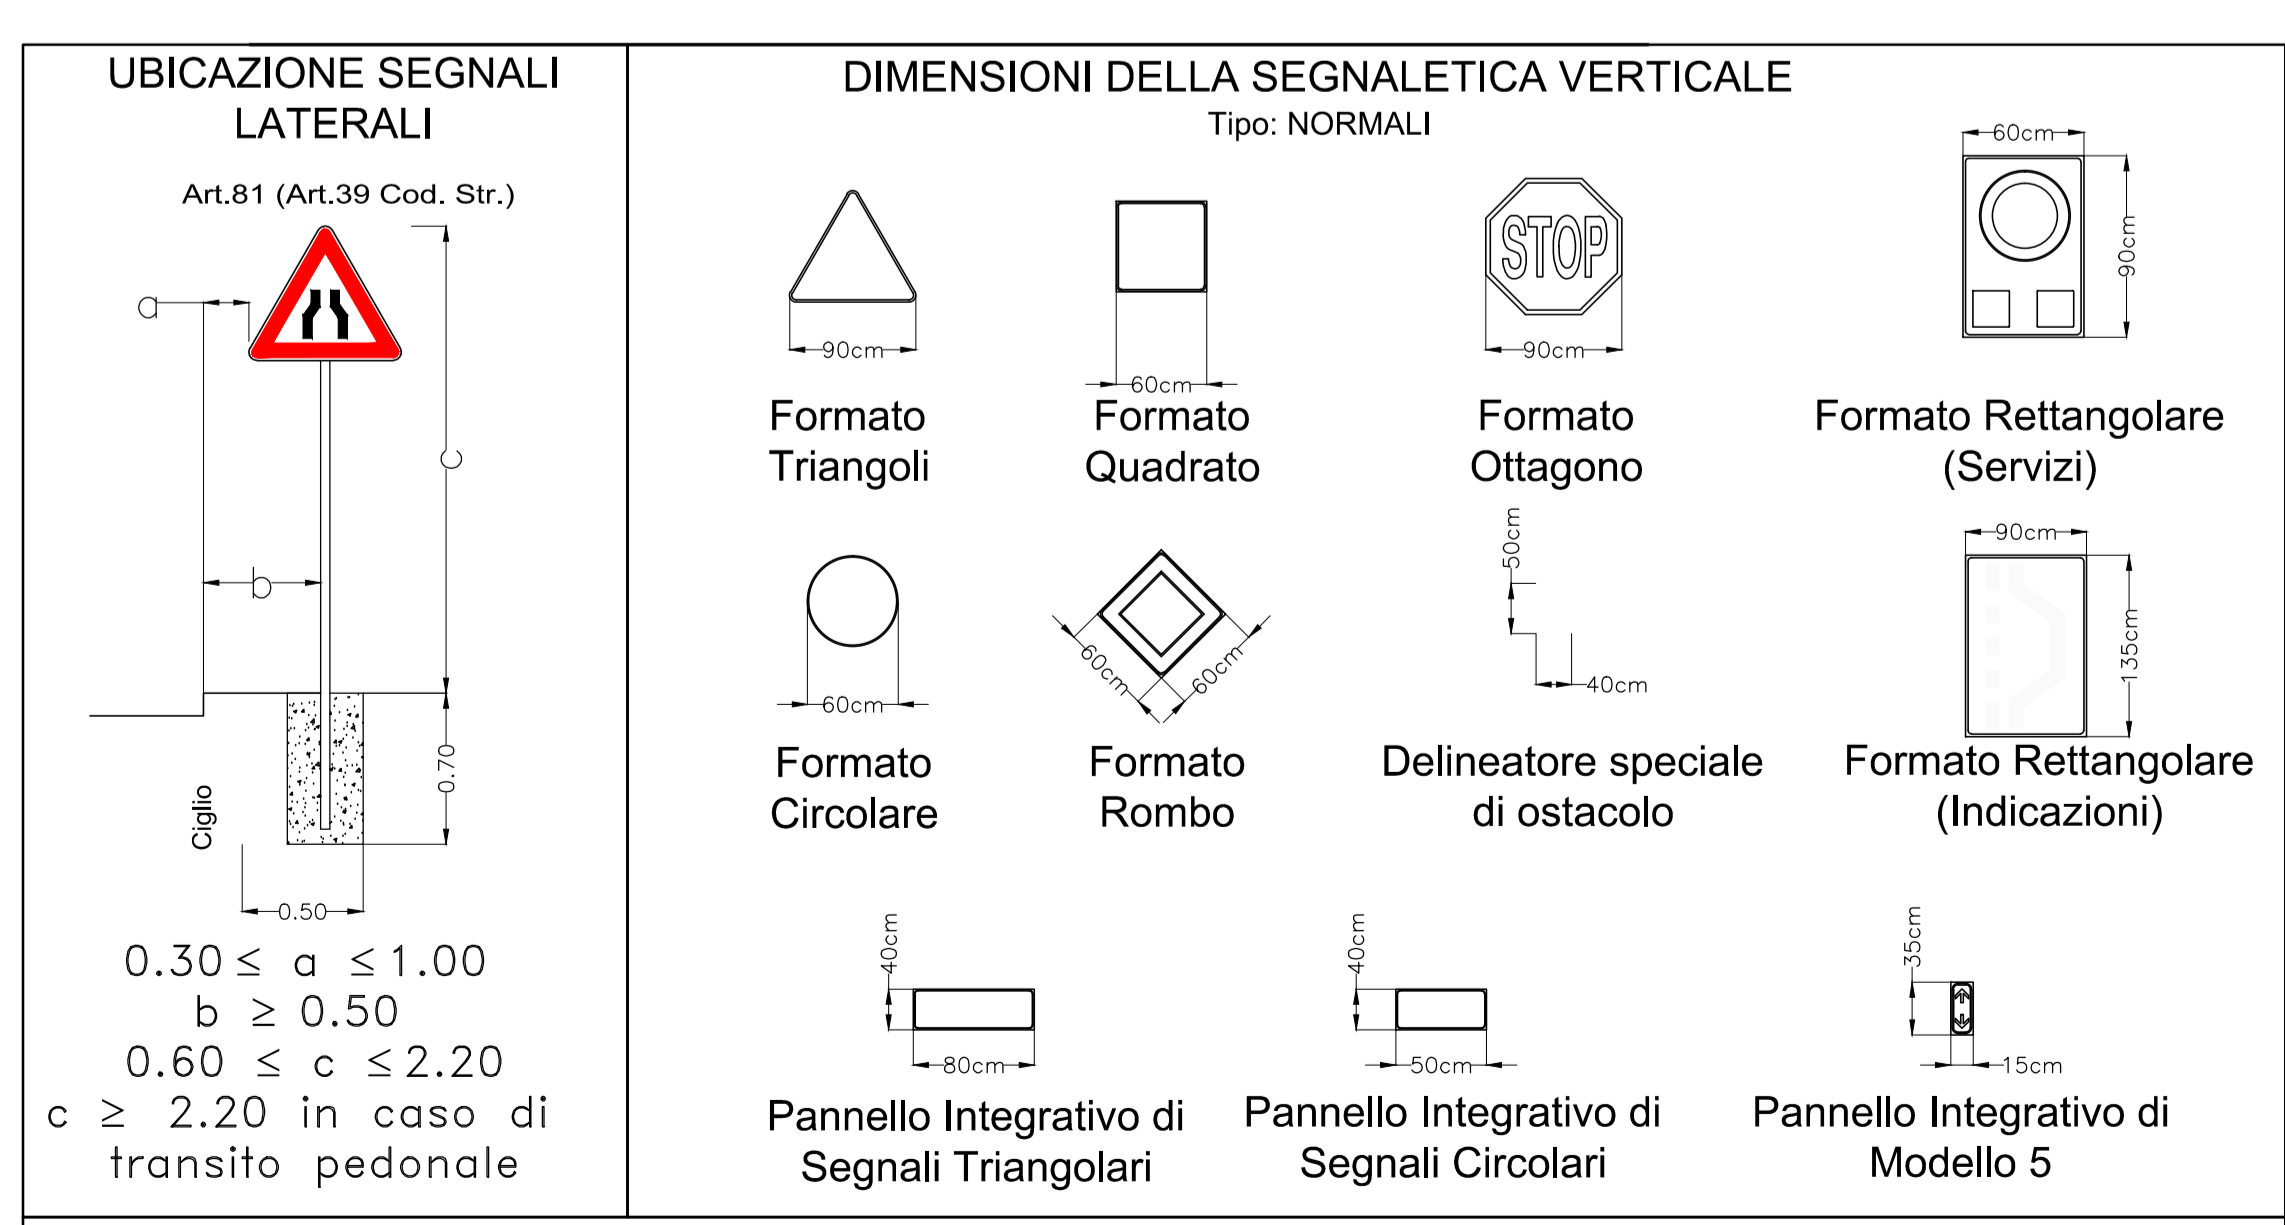 UBICAZIONE SEGNALI
LATERALI
Art.81 (Art.39 Cod. Str.)
a
c
b
0.70
Ciglio
0.50
0.30 ≤ a ≤ 1.00
b ≥ 0.50
0.60 ≤ c ≤ 2.20
c ≥ 2.20 in caso di
transito pedonale
DIMENSIONI DELLA SEGNALETICA VERTICALE
Tipo: NORMALI
90cm
Formato
Triangoli
60cm
Formato
Quadrato
STOP
90cm
Formato
Ottagono
60cm
90cm
Formato Rettangolare
(Servizi)
60cm
Formato
Circolare
60cm
60cm
Formato
Rombo
50cm
40cm
Delineatore speciale
di ostacolo
90cm
135cm
Formato Rettangolare
(Indicazioni)
40cm
80cm
Pannello Integrativo di
Segnali Triangolari
40cm
50cm
Pannello Integrativo di
Segnali Circolari
35cm
15cm
Pannello Integrativo di
Modello 5